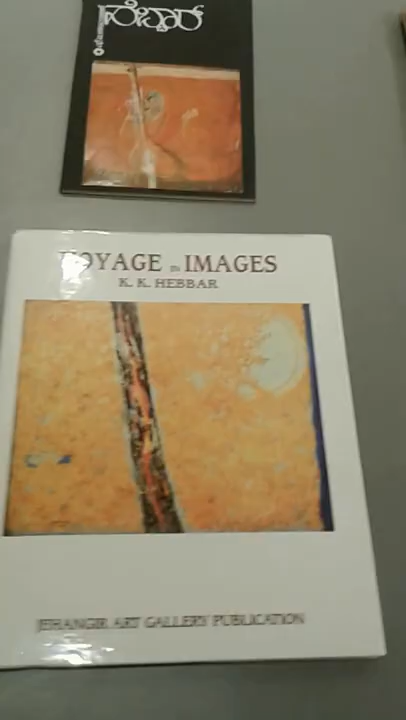 VOYAGE IN IMAGES
K. K. HEBBAR
JEHANGIR ART GALLERY PUBLICATION